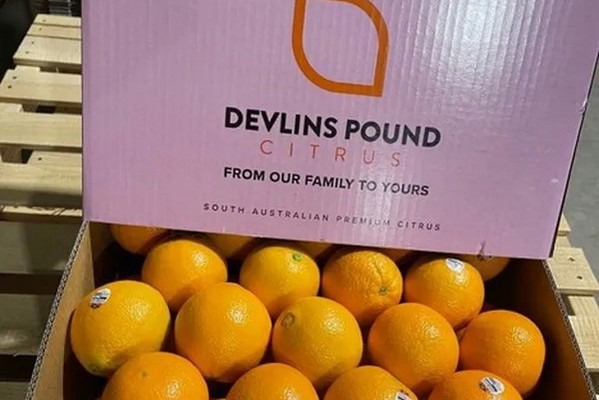 DEVLINS POUND
CITRUS
FROM OUR FAMILY TO YOURS
SOUTH AUSTRALIAN PREMIUM CITRUS